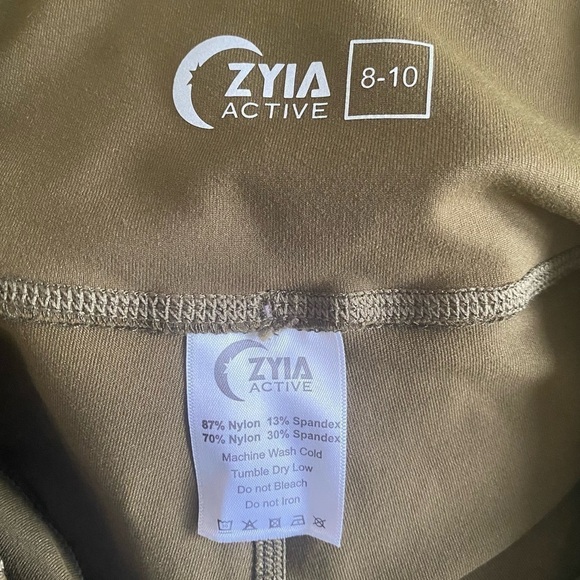 ZYIA
ACTIVE
8-10
ZYIA
ACTIVE
87% Nylon 13% Spandex
70% Nylon 30% Spandex
Machine Wash Cold
Tumble Dry Low
Do not Bleach
Do not Iron